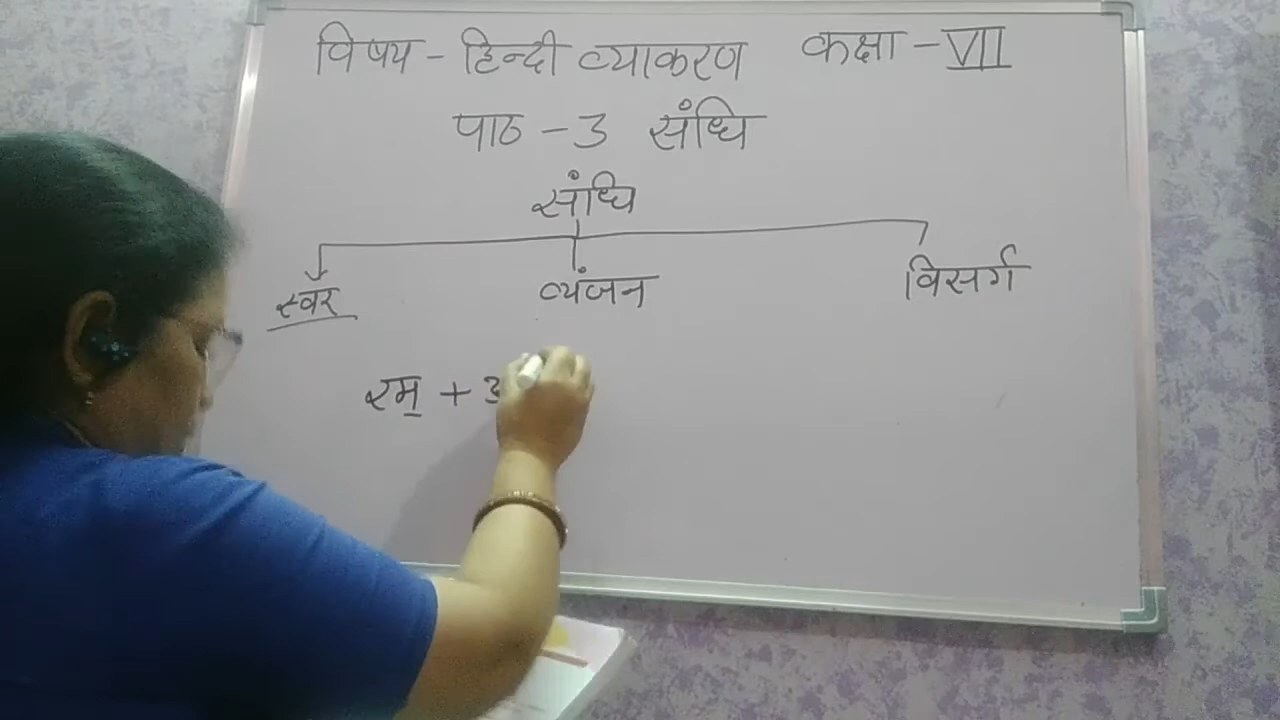 विषय - हिन्दी व्याकरण कक्षा - VII
पाठ - 3 संधि
संधि
स्वर व्यंजन विसर्ग
रम् +